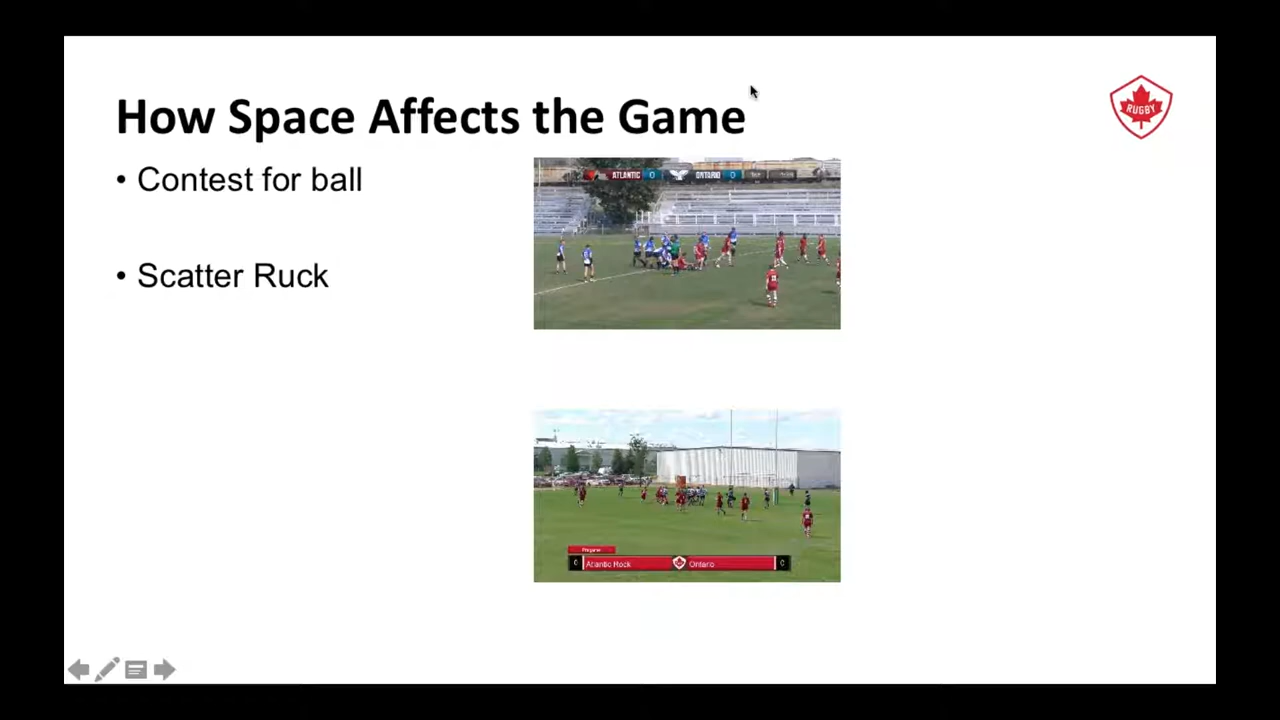 How Space Affects the Game
RUGBY
• Contest for ball
ATLANTIC 0 ONTARIO 0
• Scatter Ruck
Pregame
0 Atlantic Rock Ontario 0